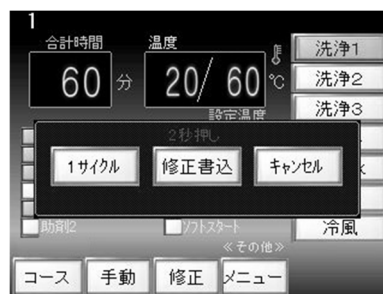 1
合計時間 温度
60 分 20/ 60 ℃
設定温度
洗浄1
洗浄2
洗浄3
2秒押し
1サイクル 修正書込 キャンセル
助剤2 ソフトスタート 冷風
≪その他≫
コース 手動 修正 メニュー